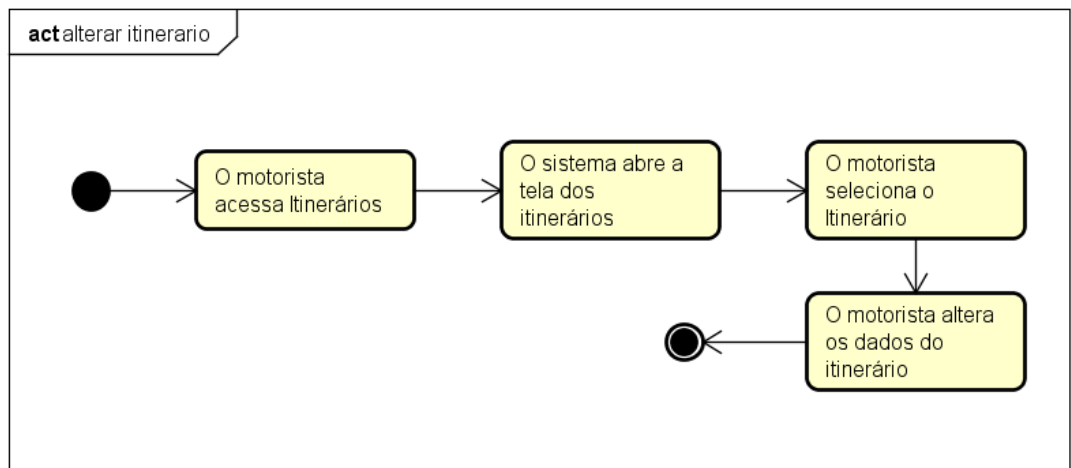 act alterar itinerario
O motorista
acessa Itinerários
O sistema abre a
tela dos
itinerários
O motorista
seleciona o
Itinerário
O motorista altera
os dados do
itinerário